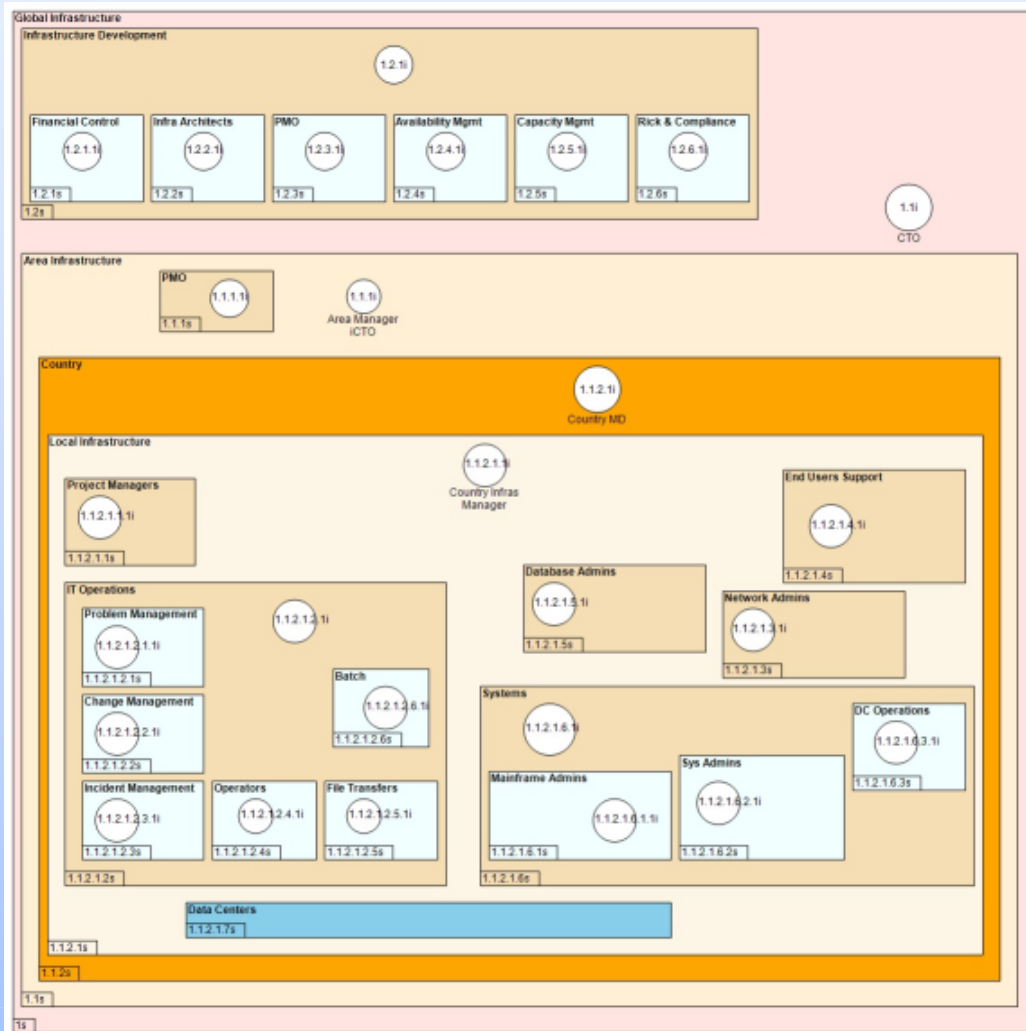 Global Infrastructure
Infrastructure Development
1.2.1i
Financial Control
1.2.1.1i
1.2.1s
Infra Architects
1.2.2.1i
1.2.2s
PMO
1.2.3.1i
1.2.3s
Availability Mgmt
1.2.4.1i
1.2.4s
Capacity Mgmt
1.2.5.1i
1.2.5s
Rick & Compliance
1.2.6.1i
1.2.6s
1.2s
1.1i
CTO
Area Infrastructure
PMO
1.1.1.1i
1.1.1s
1.1.1i
Area Manager
iCTO
Country
1.1.2.1i
Country MD
Local Infrastructure
1.1.2.1.1i
Country Infras
Manager
Project Managers
1.1.2.1.1.1i
1.1.2.1.1s
End Users Support
1.1.2.1.4.1i
1.1.2.1.4s
IT Operations
1.1.2.1.2.1i
Problem Management
1.1.2.1.2.1.1i
1.1.2.1.2.1s
Change Management
1.1.2.1.2.2.1i
1.1.2.1.2.2s
Incident Management
1.1.2.1.2.3.1i
1.1.2.1.2.3s
Operators
1.1.2.1.2.4.1i
1.1.2.1.2.4s
File Transfers
1.1.2.1.2.5.1i
1.1.2.1.2.5s
Batch
1.1.2.1.2.6.1i
1.1.2.1.2.6s
1.1.2.1.2s
Database Admins
1.1.2.1.5.1i
1.1.2.1.5s
Network Admins
1.1.2.1.3.1i
1.1.2.1.3s
Systems
1.1.2.1.6.1i
Mainframe Admins
1.1.2.1.6.1.1i
1.1.2.1.6.1s
Sys Admins
1.1.2.1.6.2.1i
1.1.2.1.6.2s
DC Operations
1.1.2.1.6.3.1i
1.1.2.1.6.3s
1.1.2.1.6s
Data Centers
1.1.2.1.7s
1.1.2.1s
1.1.2s
1.1s
1s